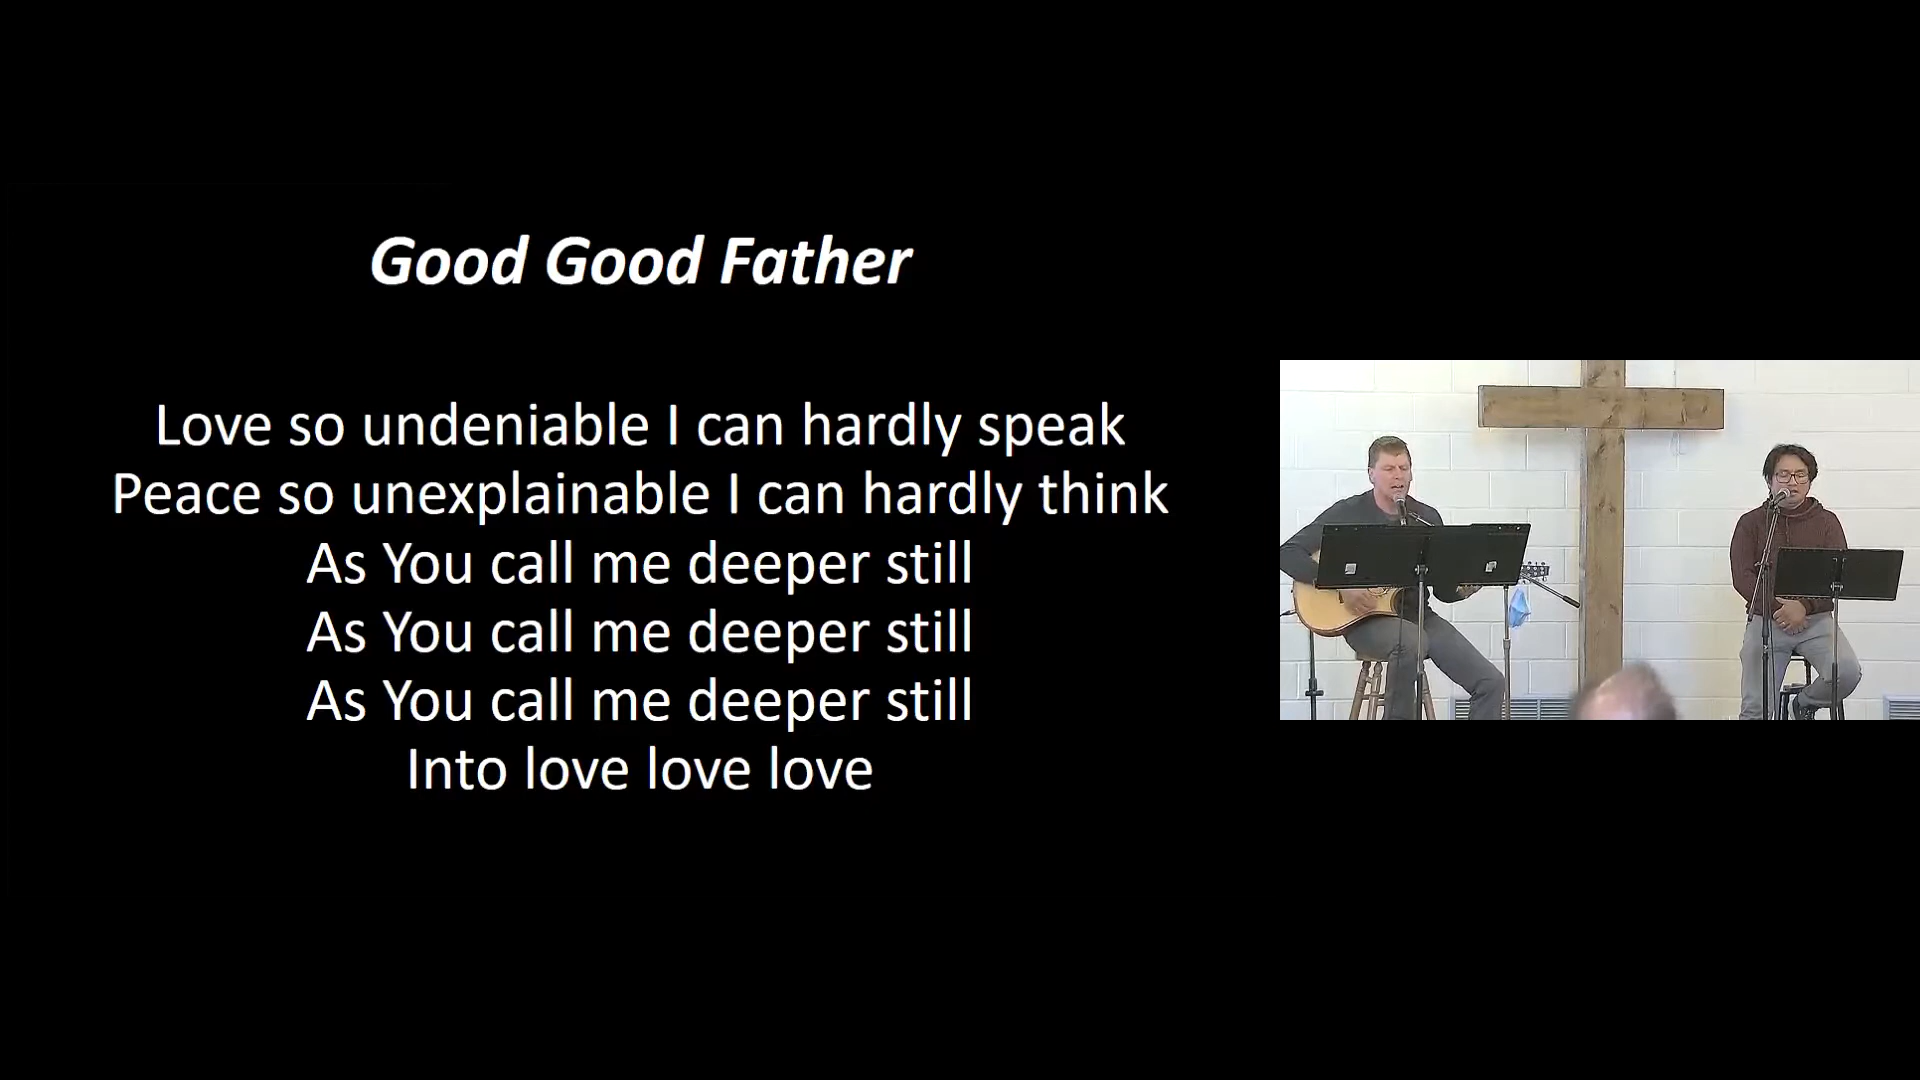 Good Good Father
Love so undeniable I can hardly speak
Peace so unexplainable I can hardly think
As You call me deeper still
As You call me deeper still
As You call me deeper still
Into love love love